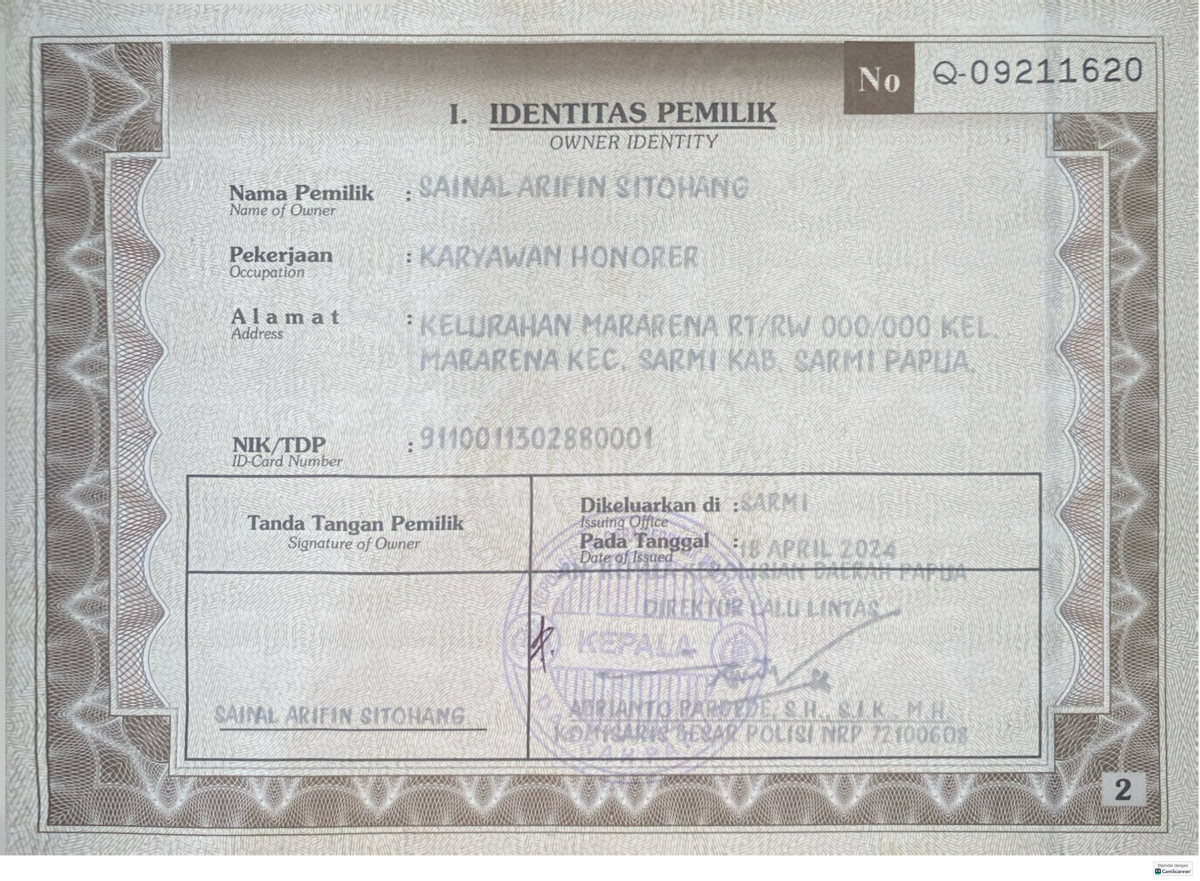 No Q-09211620
I. IDENTITAS PEMILIK
OWNER IDENTITY
Nama Pemilik : SAINAL ARIFIN SITOHANG
Name of Owner
Pekerjaan : KARYAWAN HONORER
Occupation
Alamat : KELURAHAN MARARENA RT/RW 000/000 KEL.
Address
MARARENA KEC. SARMI KAB. SARMI PAPUA.
NIK/TDP : 9110011302880001
ID-Card Number
Tanda Tangan Pemilik
Signature of Owner
Dikeluarkan di : SARMI
Issuing Office
Pada Tanggal : 18 APRIL 2024
Date of Issued
KEPOLISIAN DAERAH PAPUA
DIREKTUR LALU LINTAS
KEPALA
SAINAL ARIFIN SITOHANG
ADRIANTO PARDEDE, S.H., S.I.K., M.H.
KOMISARIS BESAR POLISI NRP 72100608
2
Dipindai dengan
CamScanner